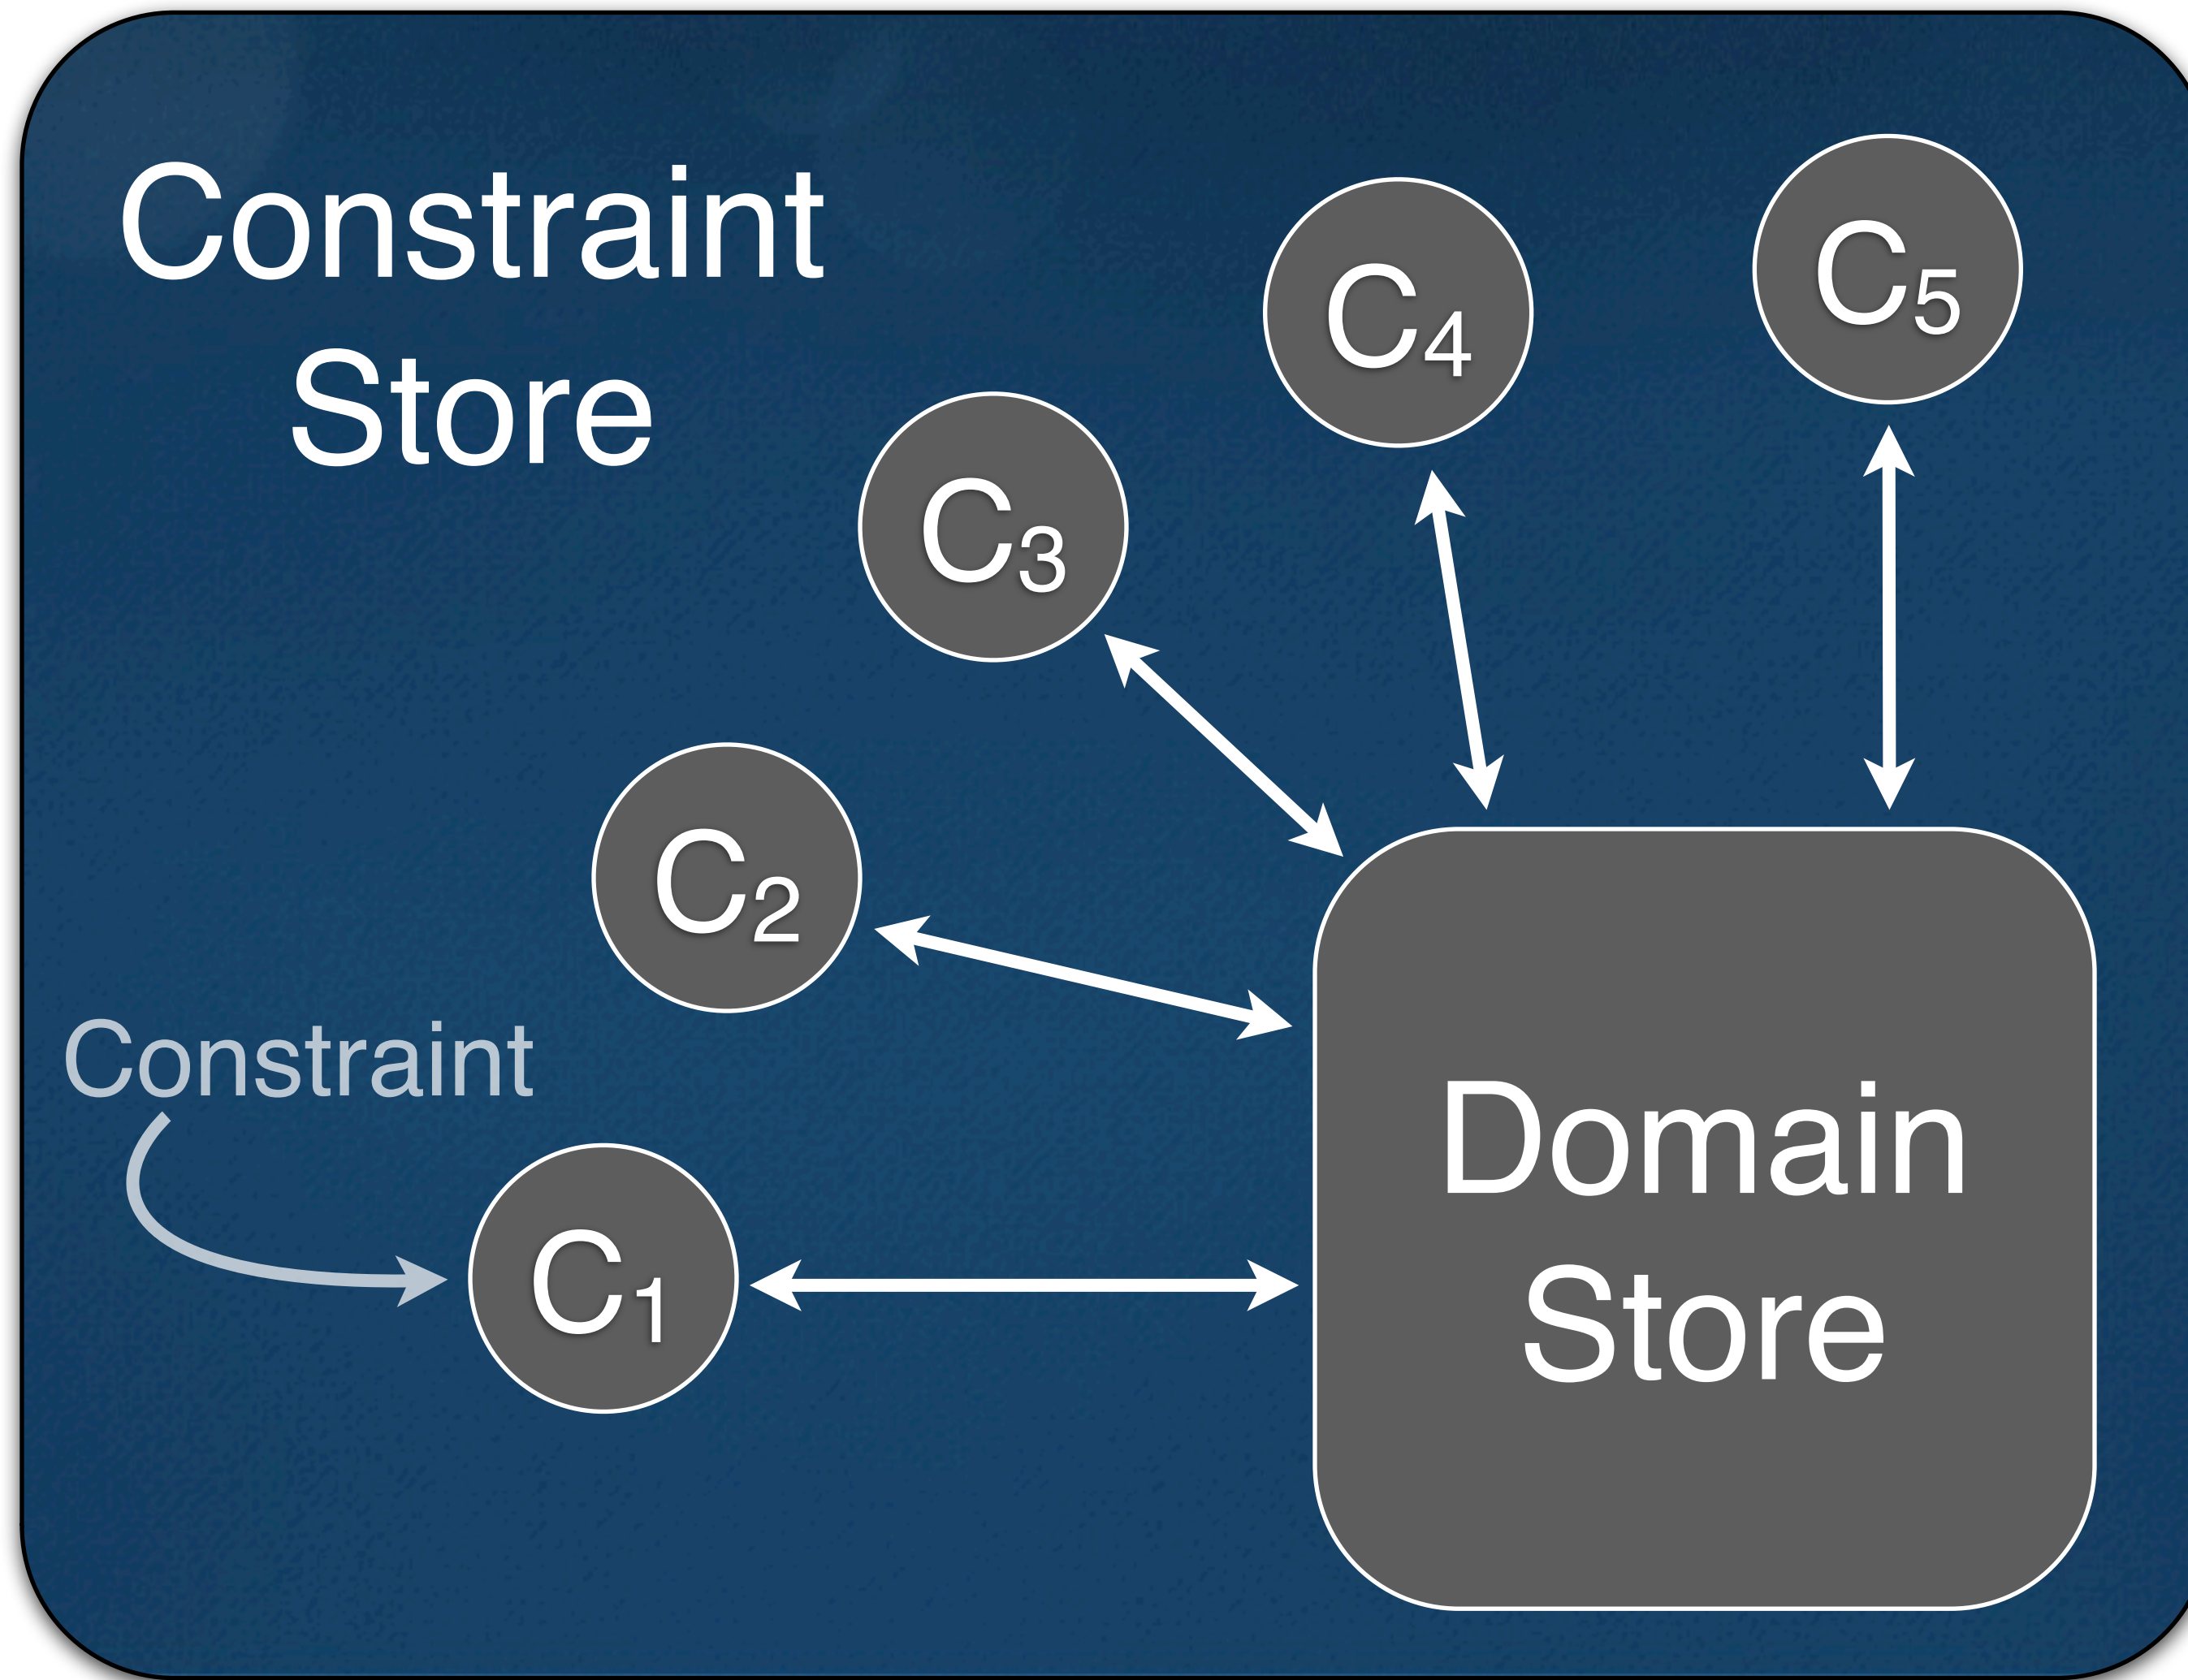 Constraint
Store
C₄
C₅
C₃
C₂
Constraint
C₁
Domain
Store